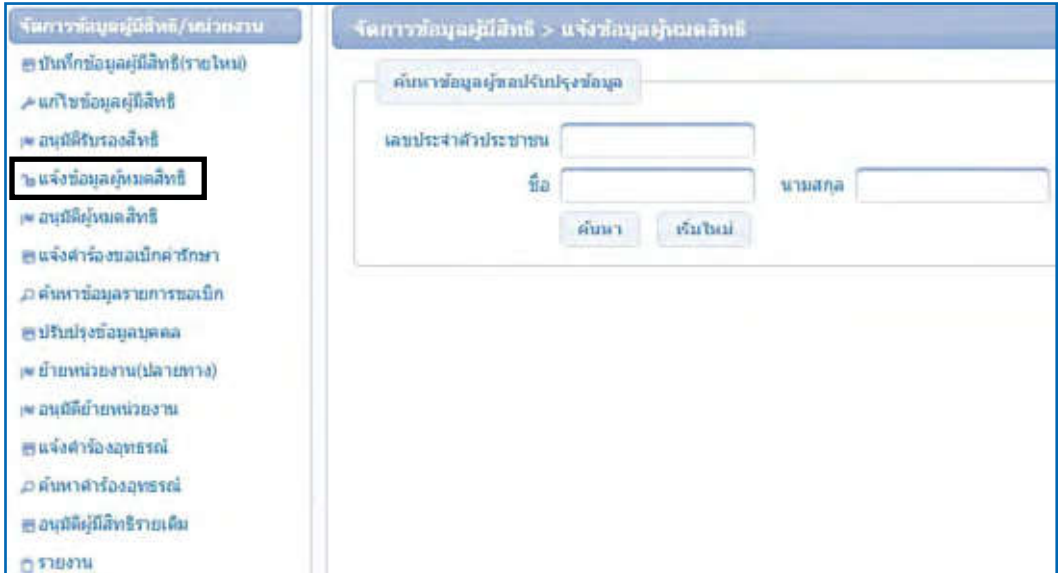 จัดการข้อมูลผู้มีสิทธิ/หน่วยงาน
บันทึกข้อมูลผู้มีสิทธิ(รายใหม่)
แก้ไขข้อมูลผู้มีสิทธิ
อนุมัติรับรองสิทธิ
แจ้งข้อมูลผู้หมดสิทธิ
อนุมัติผู้หมดสิทธิ
แจ้งคำร้องขอเบิกค่ารักษา
ค้นหาข้อมูลรายการขอเบิก
ปรับปรุงข้อมูลบุคคล
ย้ายหน่วยงาน(ปลายทาง)
อนุมัติย้ายหน่วยงาน
แจ้งคำร้องอุทธรณ์
ค้นหาคำร้องอุทธรณ์
อนุมัติผู้มีสิทธิรายเดิม
รายงาน
จัดการข้อมูลผู้มีสิทธิ > แจ้งข้อมูลผู้หมดสิทธิ
ค้นหาข้อมูลผู้ขอปรับปรุงข้อมูล
เลขประจำตัวประชาชน
ชื่อ นามสกุล
ค้นหา เริ่มใหม่